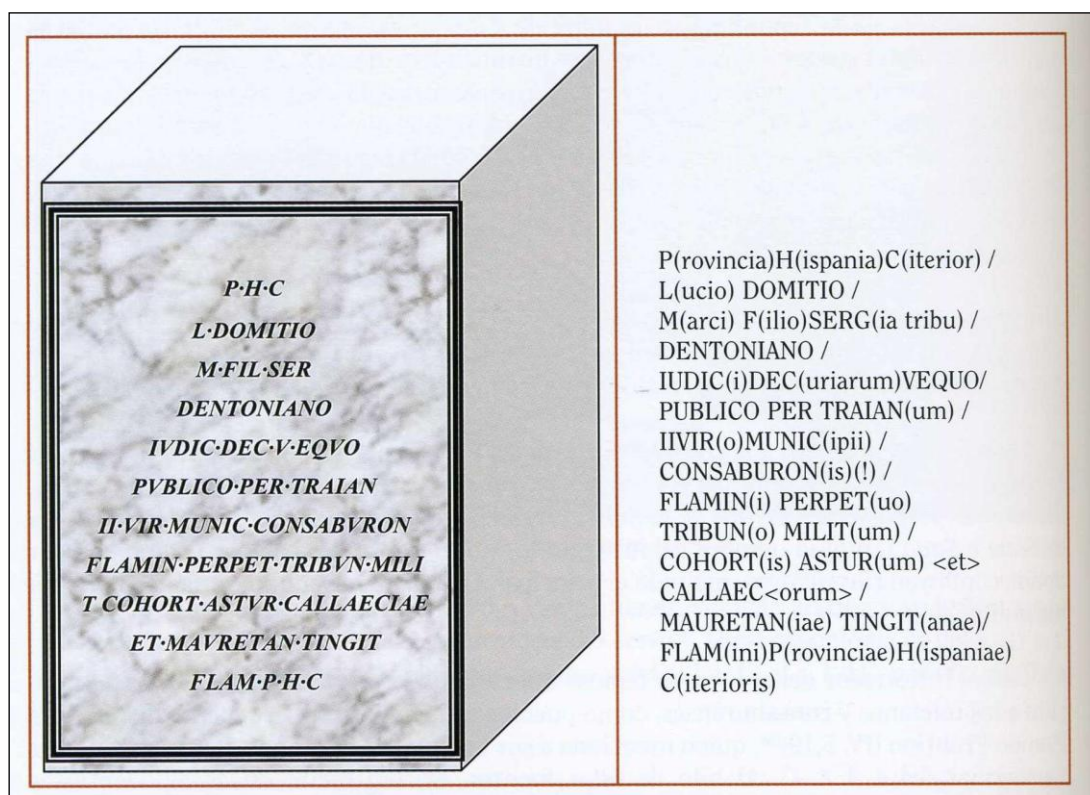 P·H·C
L·DOMITIO
M·FIL·SER
DENTONIANO
IVDIC·DEC·V·EQVO
PVBLICO·PER·TRAIAN
II·VIR·MUNIC·CONSABVRON
FLAMIN·PERPET·TRIBVN·MILI
T COHORT·ASTVR·CALLAECIAE
ET·MAVRETAN·TINGIT
FLAM·P·H·C
P(rovincia)H(ispania)C(iterior) /
L(ucio) DOMITIO /
M(arci) F(ilio)SERG(ia tribu) /
DENTONIANO /
IUDIC(i)DEC(uriarum)VEQUO/
PUBLICO PER TRAIAN(um) /
IIVIR(o)MUNIC(ipii) /
CONSABURON(is)(!) /
FLAMIN(i) PERPET(uo)
TRIBUN(o) MILIT(um) /
COHORT(is) ASTUR(um) <et>
CALLAEC<orum> /
MAURETAN(iae) TINGIT(anae)/
FLAM(ini)P(rovinciae)H(ispaniae)
C(iterioris)